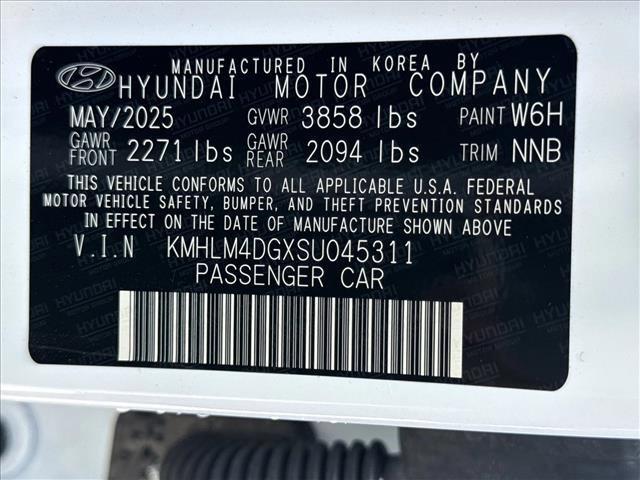 MANUFACTURED IN KOREA BY
HYUNDAI MOTOR COMPANY
MAY/2025 GVWR 3858 lbs PAINT W6H
GAWR FRONT 2271 lbs GAWR REAR 2094 lbs TRIM NNB
THIS VEHICLE CONFORMS TO ALL APPLICABLE U.S.A. FEDERAL
MOTOR VEHICLE SAFETY, BUMPER, AND THEFT PREVENTION STANDARDS
IN EFFECT ON THE DATE OF MANUFACTURE SHOWN ABOVE
V.I.N KMHLM4DGXSU045311
PASSENGER CAR